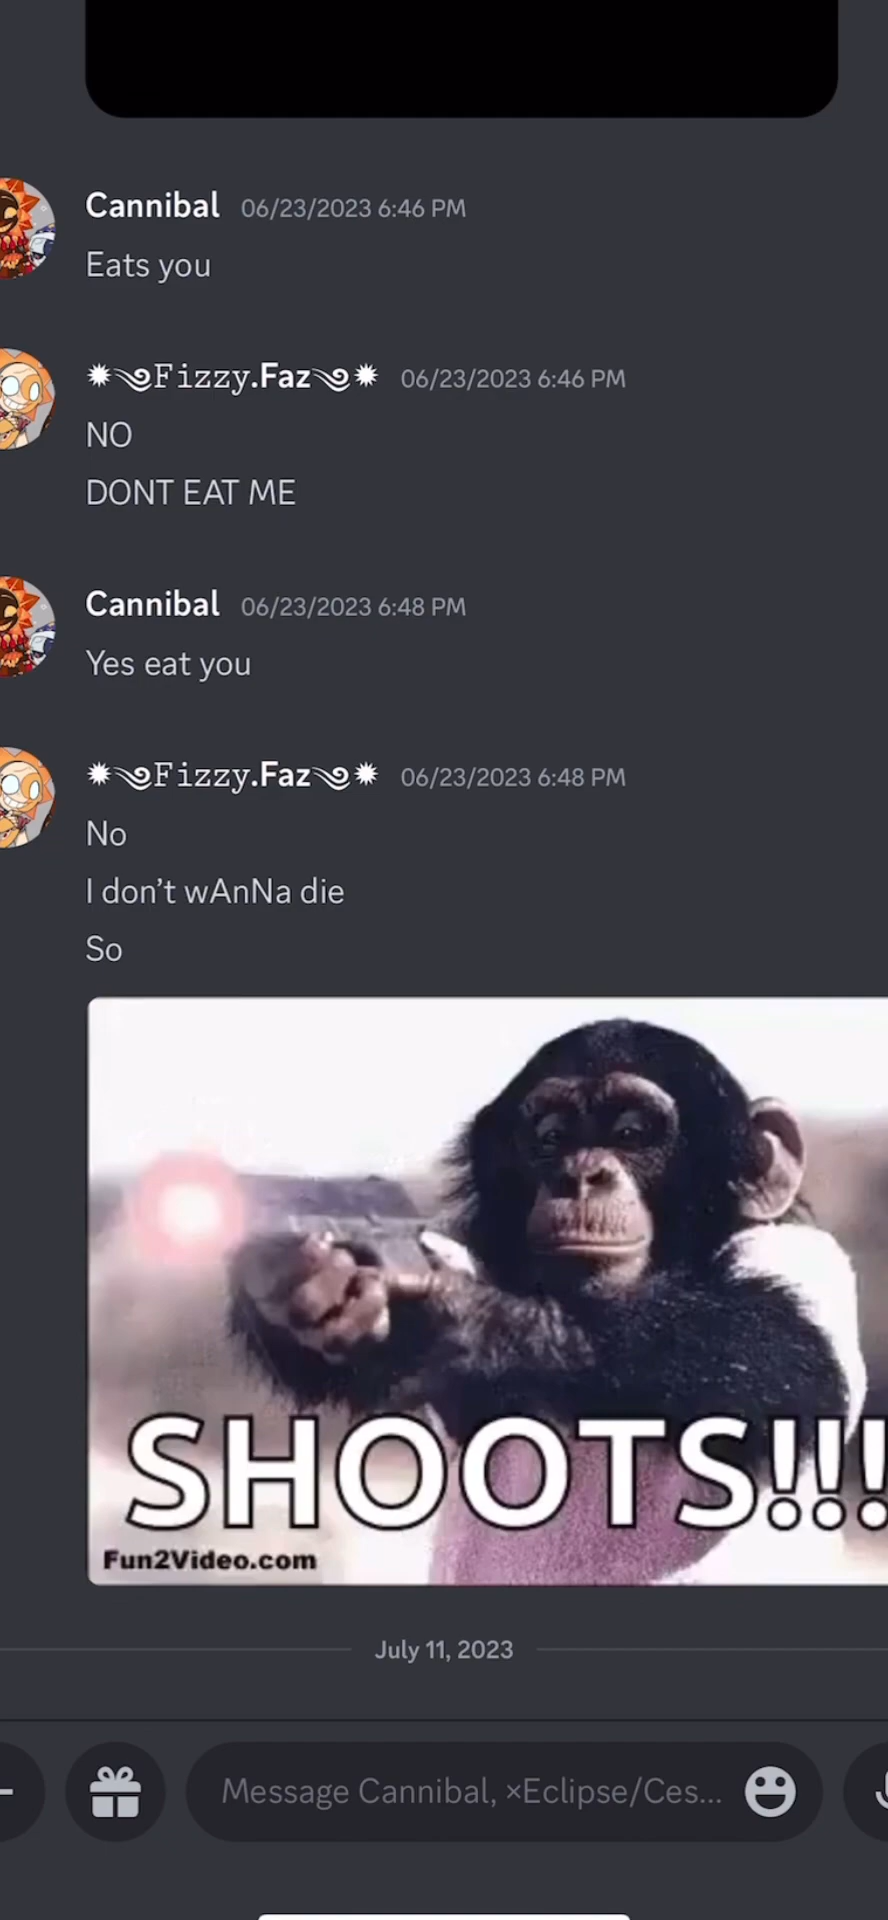 Cannibal 06/23/2023 6:46 PM
Eats you
✹༄𝙵𝚒𝚣𝚣𝚢.Faz༄✹ 06/23/2023 6:46 PM
NO
DONT EAT ME
Cannibal 06/23/2023 6:48 PM
Yes eat you
✹༄𝙵𝚒𝚣𝚣𝚢.Faz༄✹ 06/23/2023 6:48 PM
No
I don’t wAnNa die
So
SHOOTS!!!
Fun2Video.com
July 11, 2023
Message Cannibal, ×Eclipse/Ces...